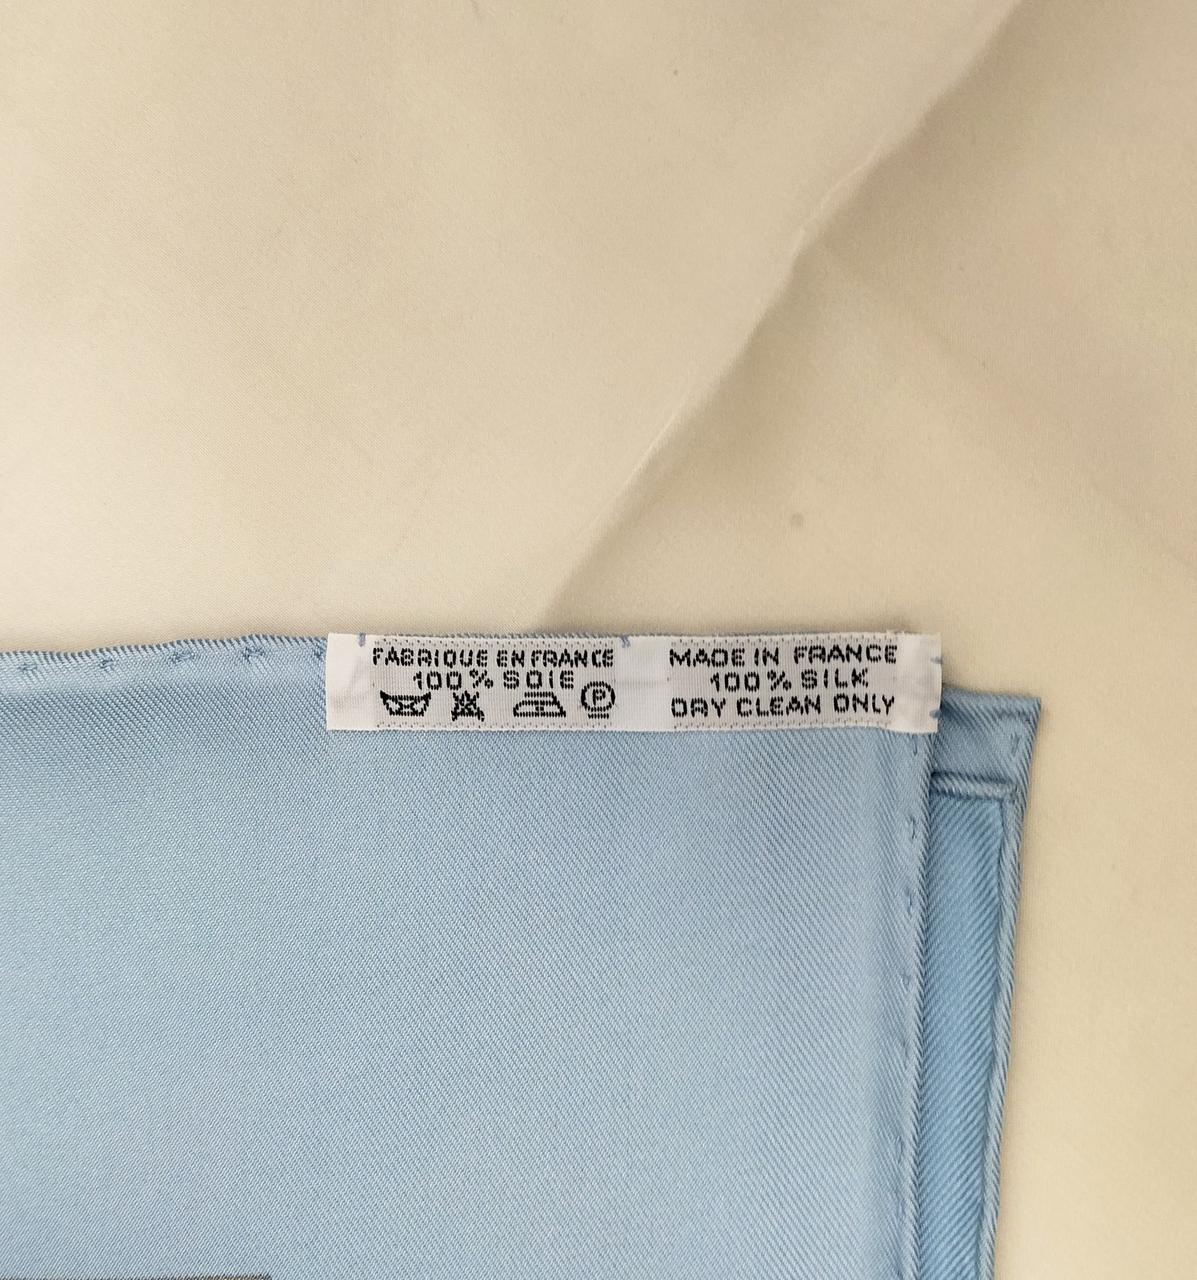 FABRIQUE EN FRANCE
100% SOIE
P
MADE IN FRANCE
100% SILK
DRY CLEAN ONLY